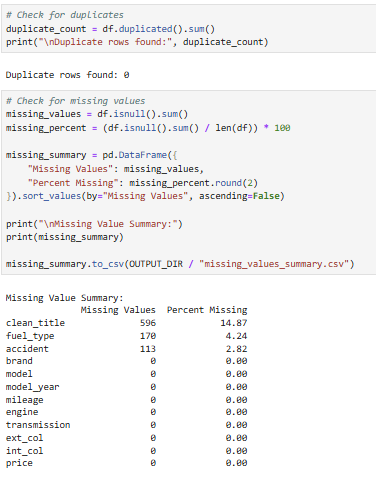 # Check for duplicates
duplicate_count = df.duplicated().sum()
print("\nDuplicate rows found:", duplicate_count)
Duplicate rows found: 0
# Check for missing values
missing_values = df.isnull().sum()
missing_percent = (df.isnull().sum() / len(df)) * 100
missing_summary = pd.DataFrame({
    "Missing Values": missing_values,
    "Percent Missing": missing_percent.round(2)
}).sort_values(by="Missing Values", ascending=False)
print("\nMissing Value Summary:")
print(missing_summary)
missing_summary.to_csv(OUTPUT_DIR / "missing_values_summary.csv")
Missing Value Summary:
Missing Values  Percent Missing
clean_title 596 14.87
fuel_type 170 4.24
accident 113 2.82
brand 0 0.00
model 0 0.00
model_year 0 0.00
mileage 0 0.00
engine 0 0.00
transmission 0 0.00
ext_col 0 0.00
int_col 0 0.00
price 0 0.00